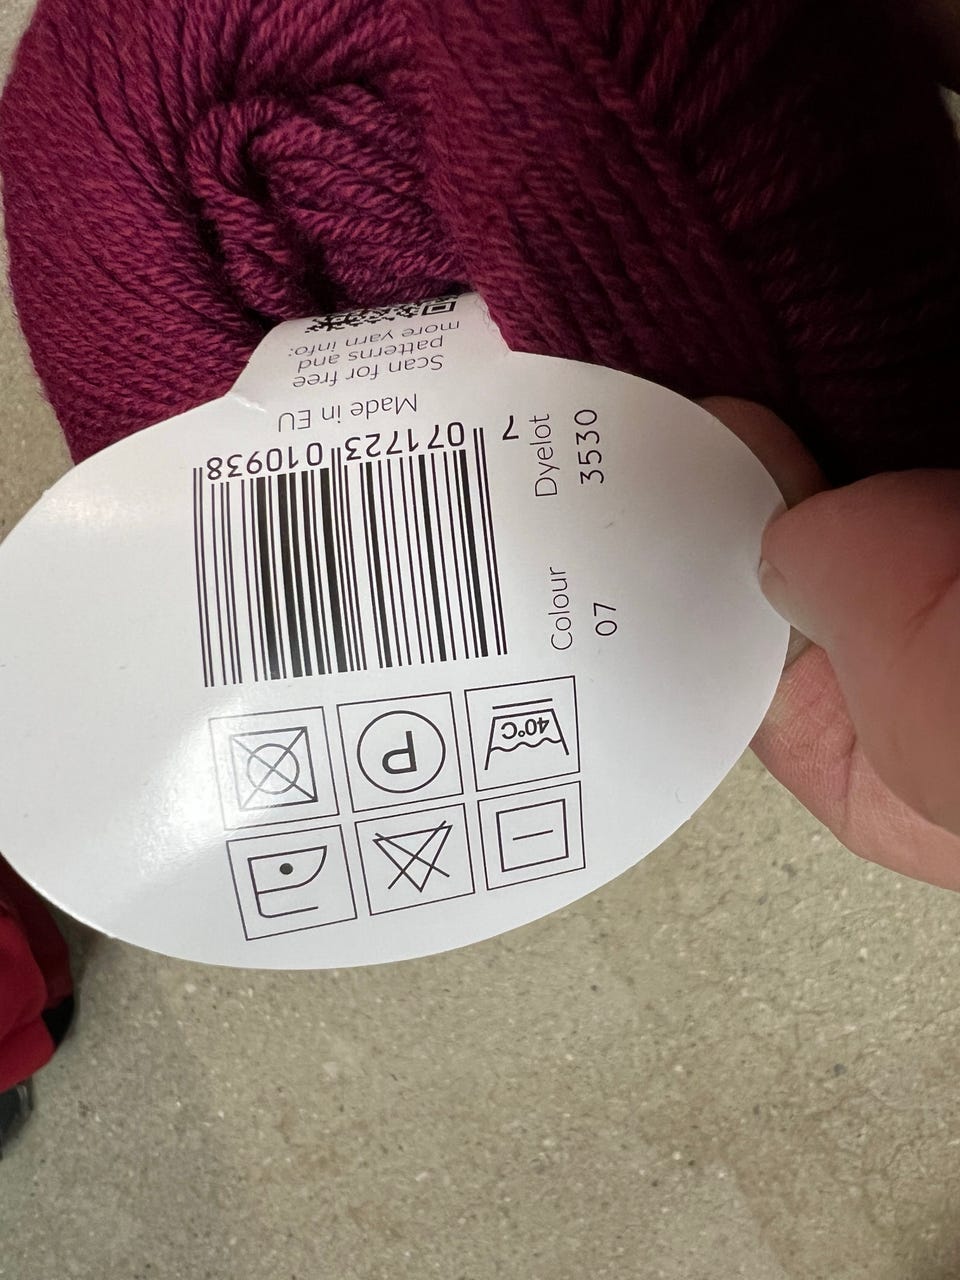 40°C
P
7 071723 010938
Made in EU
Scan for free
patterns and
more yarn info:
Colour Dyelot
07 3530